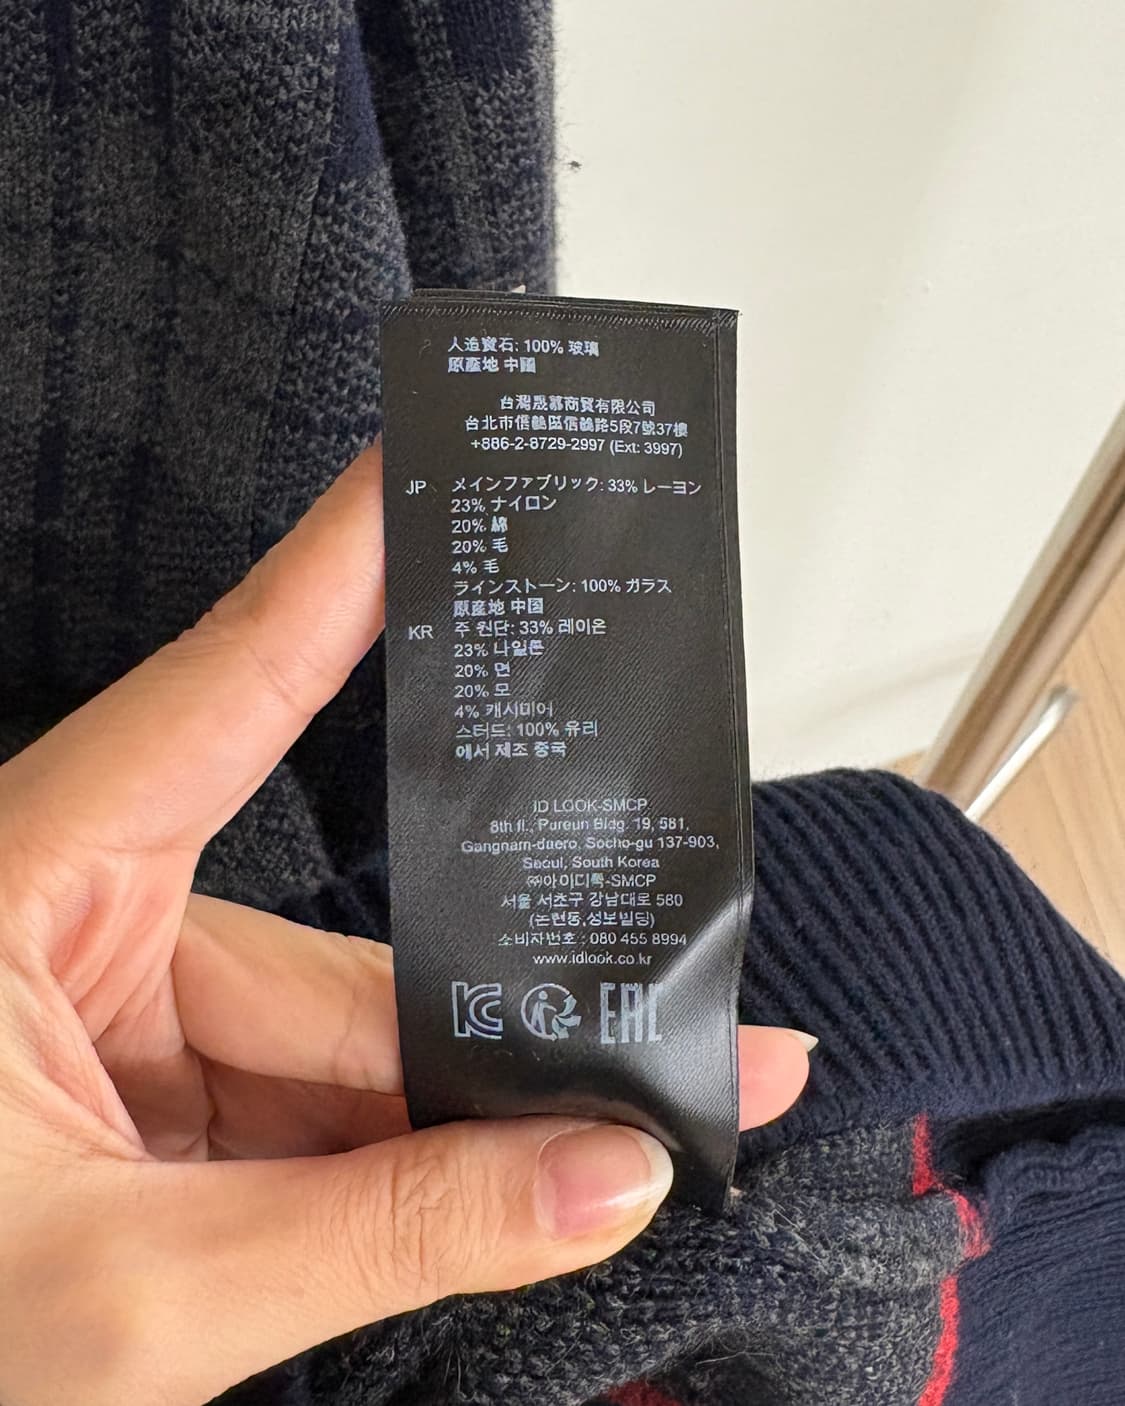 人造寶石: 100% 玻璃
原產地 中國
台灣晟慕商貿有限公司
台北市信義區信義路5段7號37樓
+886-2-8729-2997 (Ext: 3997)
JP メインファブリック: 33% レーヨン
23% ナイロン
20% 綿
20% 毛
4% 毛
ラインストーン: 100% ガラス
原産地 中国
KR 주 원단: 33% 레이온
23% 나일론
20% 면
20% 모
4% 캐시미어
스터드: 100% 유리
에서 제조 중국
ID LOOK-SMCP
8th fl., Pureun Bldg. 19, 581,
Gangnam-daero, Socho-gu 137-903,
Seoul, South Korea
㈜아이디룩-SMCP
서울 서초구 강남대로 580
(논현동,성보빌딩)
소비자번호 : 080 455 8994
www.idlook.co.kr
KC EAC